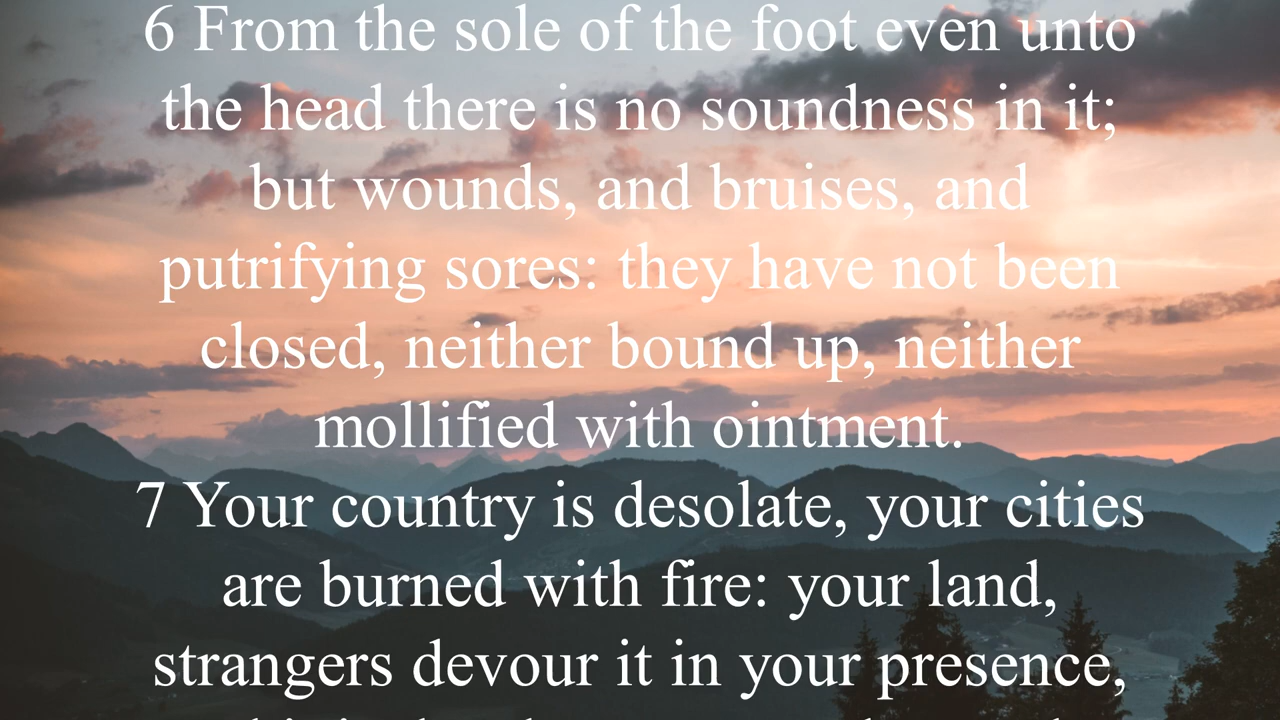 6 From the sole of the foot even unto
the head there is no soundness in it;
but wounds, and bruises, and
putrifying sores: they have not been
closed, neither bound up, neither
mollified with ointment.
7 Your country is desolate, your cities
are burned with fire: your land,
strangers devour it in your presence,